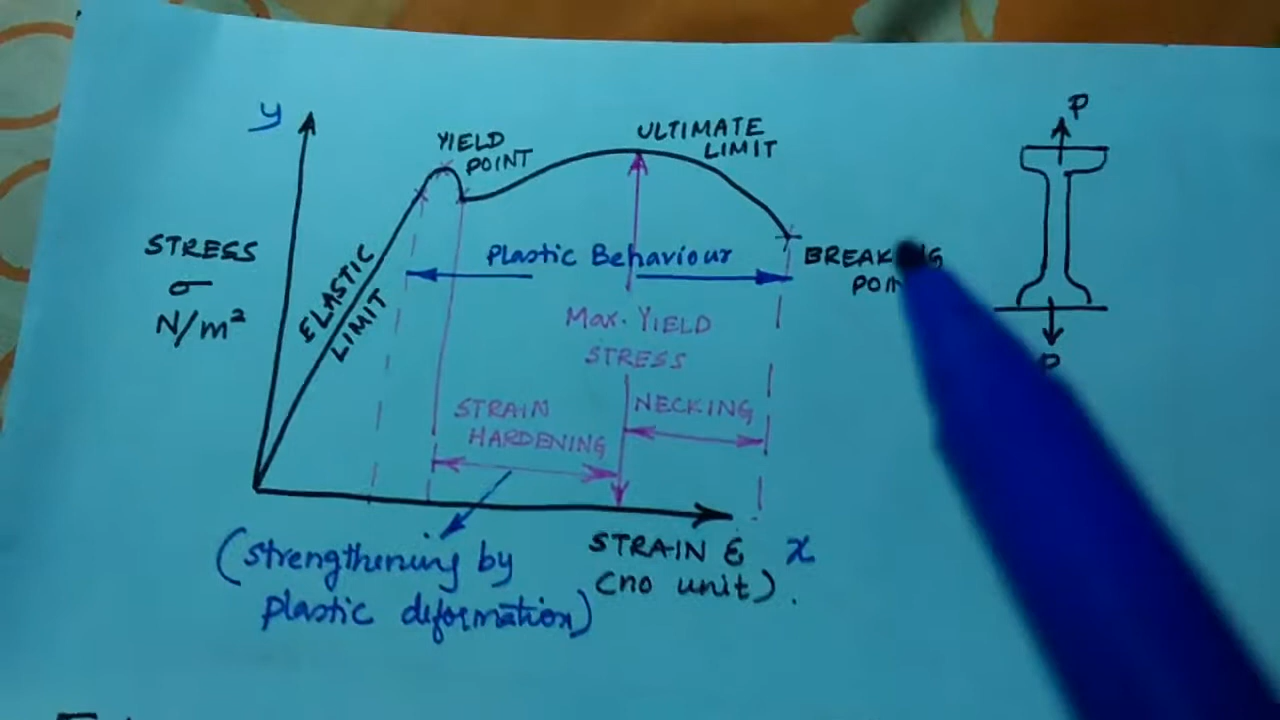 y
YIELD
POINT
ULTIMATE
LIMIT
P
STRESS
σ
N/m²
ELASTIC
LIMIT
Plastic Behaviour
Max. YIELD
STRESS
STRAIN
HARDENING
NECKING
P
STRAIN ε x
(no unit).
(strengthening by
plastic deformation)